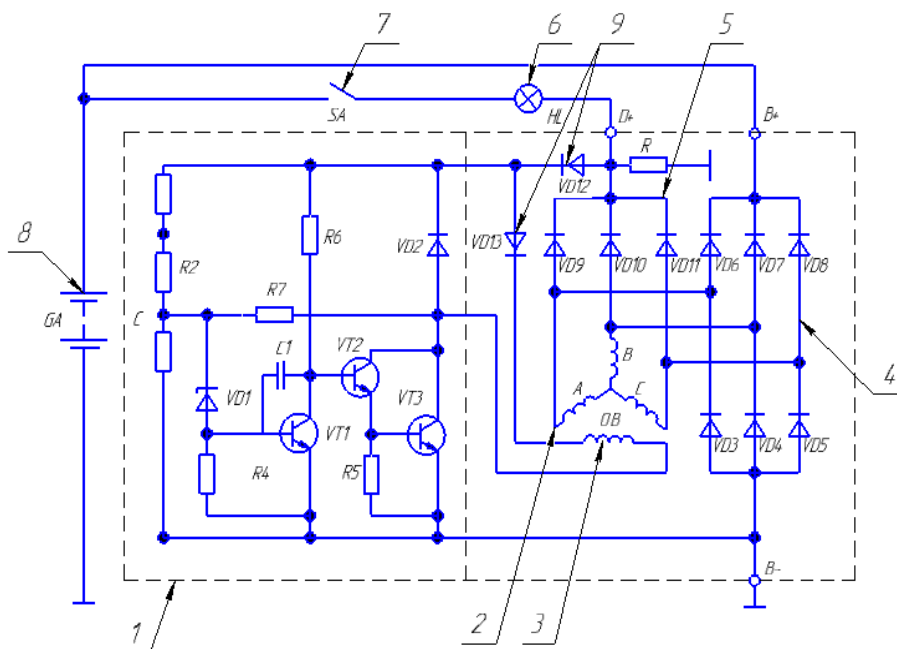 7 6 9 5
SA HL D+ B+
R
VD12
8 R6 VD2 VD13
R2 VD9 VD10 VD11 VD6 VD7 VD8
GA C R7
C1 VT2 B
4
VD1 VT3 A C
OB
VT1 VD3 VD4 VD5
R4 R5
B-
1 2 3